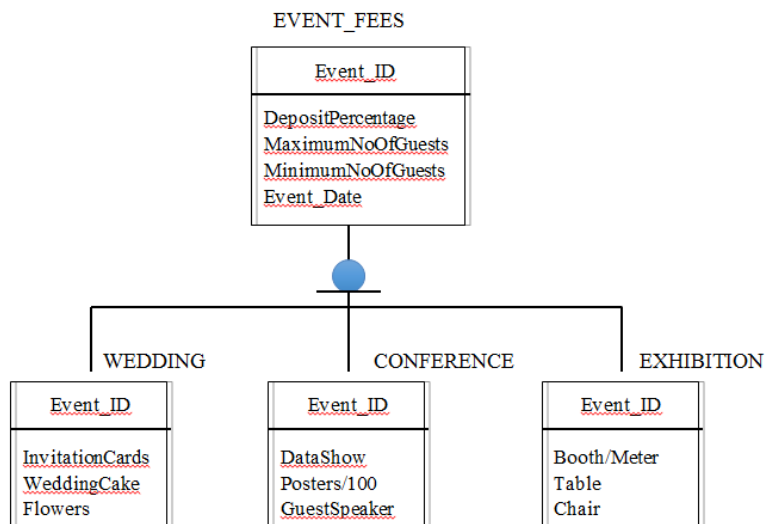 EVENT_FEES
Event_ID
DepositPercentage
MaximumNoOfGuests
MinimumNoOfGuests
Event_Date
WEDDING
CONFERENCE
EXHIBITION
Event_ID
Event_ID
Event_ID
InvitationCards
WeddingCake
Flowers
DataShow
Posters/100
GuestSpeaker
Booth/Meter
Table
Chair